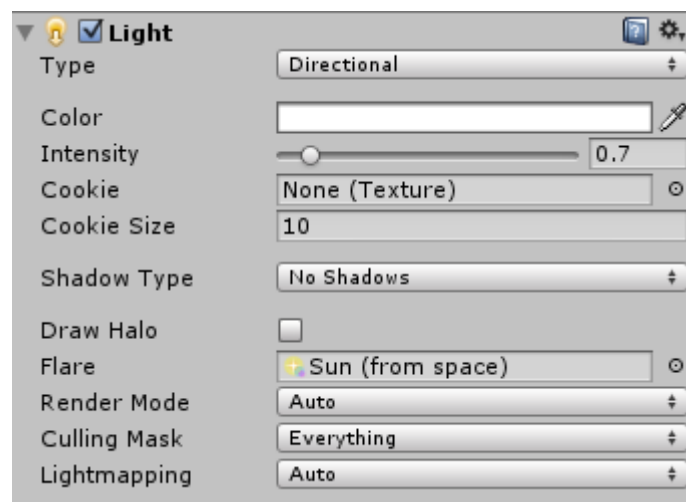 Light
Type Directional
Color
Intensity 0.7
Cookie None (Texture)
Cookie Size 10
Shadow Type No Shadows
Draw Halo
Flare Sun (from space)
Render Mode Auto
Culling Mask Everything
Lightmapping Auto